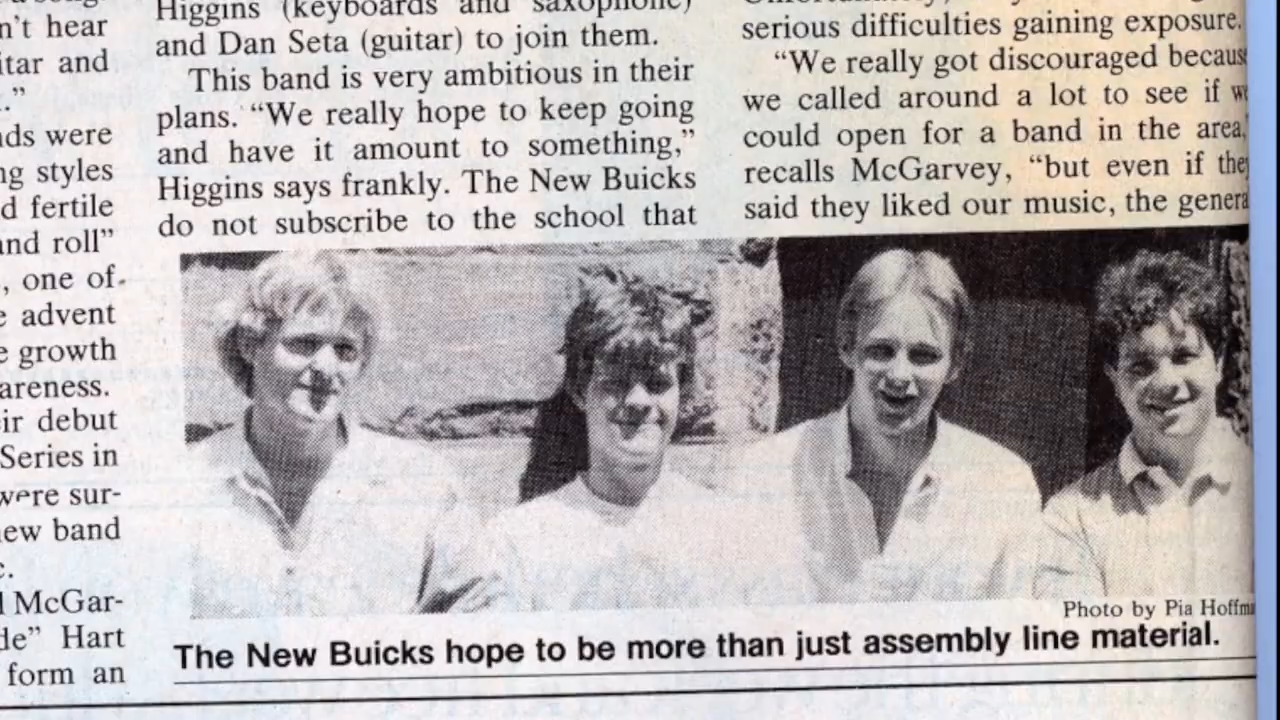 n't hear
itar and
."
nds were
ng styles
d fertile
and roll"
, one of-
e advent
e growth
areness.
eir debut
Series in
were sur-
new band
c.
l McGar-
de" Hart
form an
Higgins (keyboards and saxophone)
and Dan Seta (guitar) to join them.
This band is very ambitious in their
plans. "We really hope to keep going
and have it amount to something,"
Higgins says frankly. The New Buicks
do not subscribe to the school that
serious difficulties gaining exposure.
"We really got discouraged becaus
we called around a lot to see if we
could open for a band in the area,"
recalls McGarvey, "but even if they
said they liked our music, the genera
Photo by Pia Hoffma
The New Buicks hope to be more than just assembly line material.